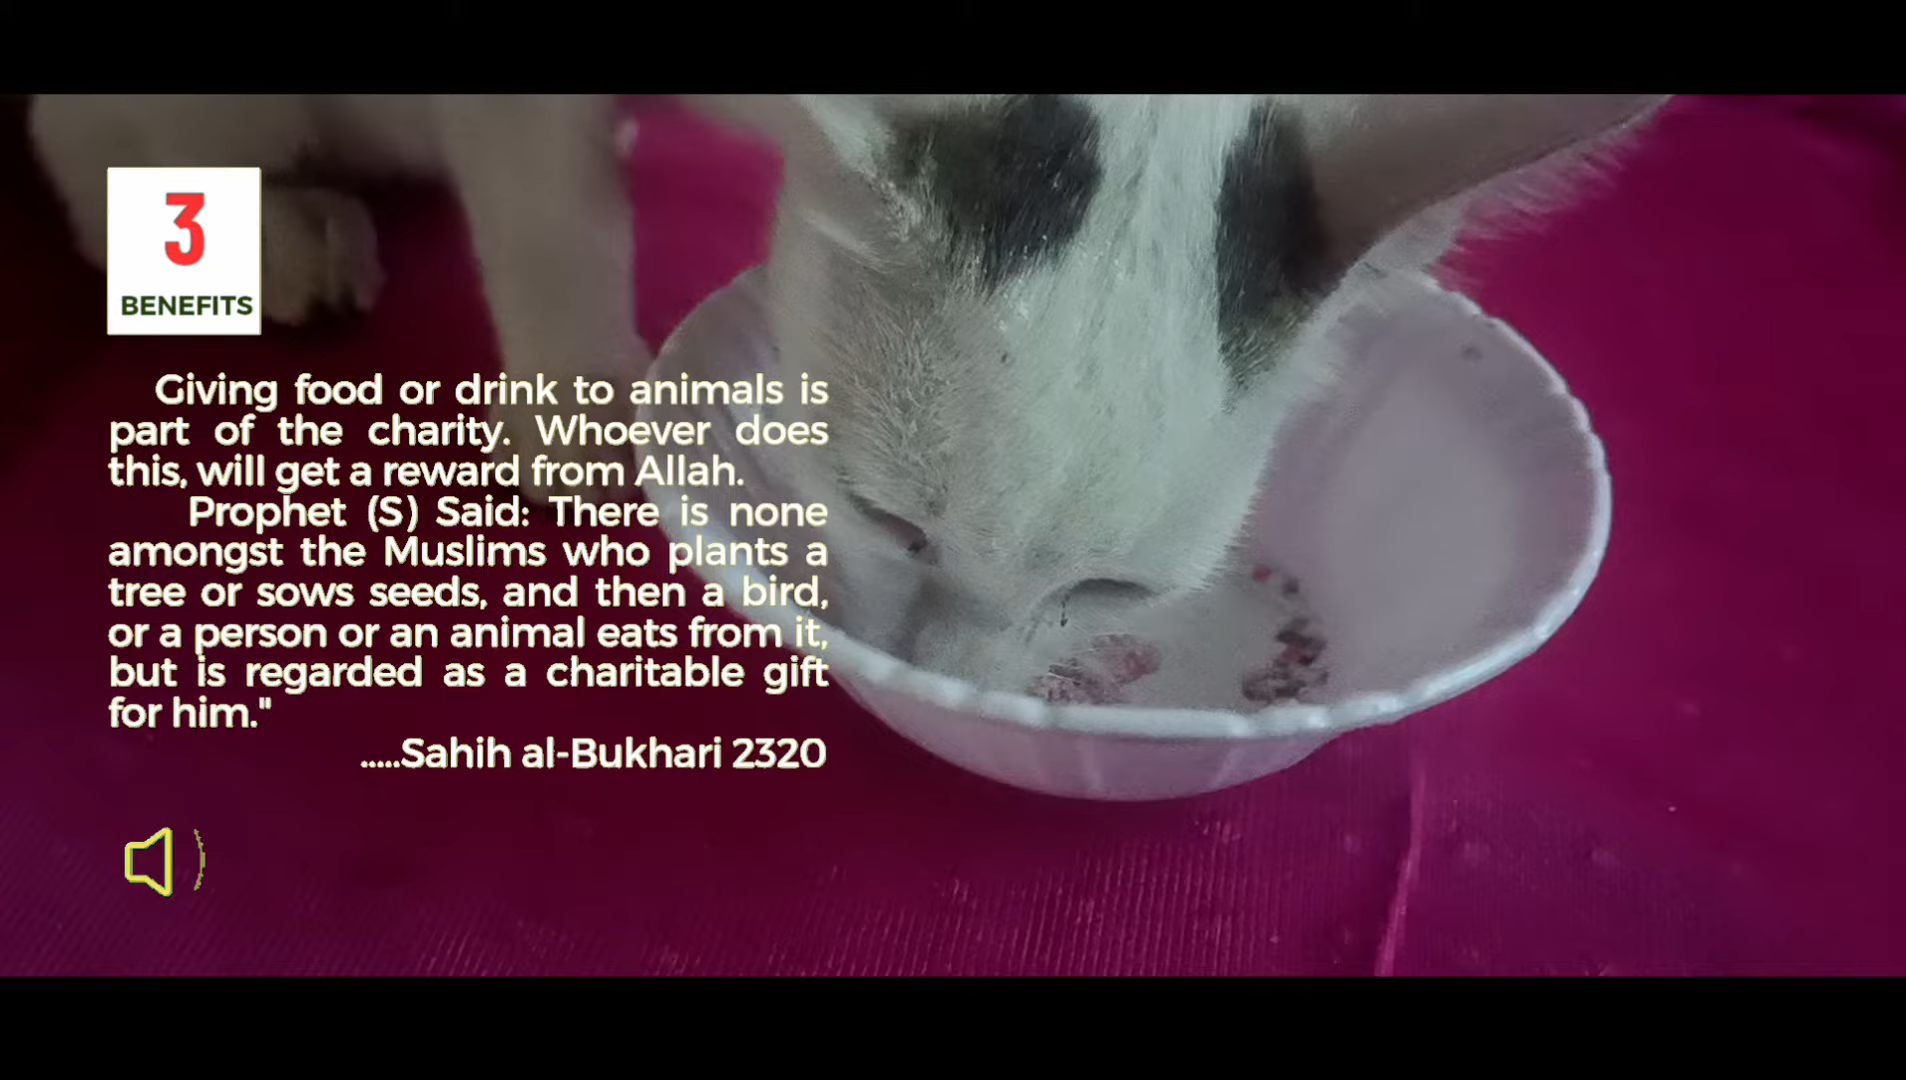 3
BENEFITS
Giving food or drink to animals is
part of the charity. Whoever does
this, will get a reward from Allah.
Prophet (S) Said: There is none
amongst the Muslims who plants a
tree or sows seeds, and then a bird,
or a person or an animal eats from it,
but is regarded as a charitable gift
for him."
.....Sahih al-Bukhari 2320